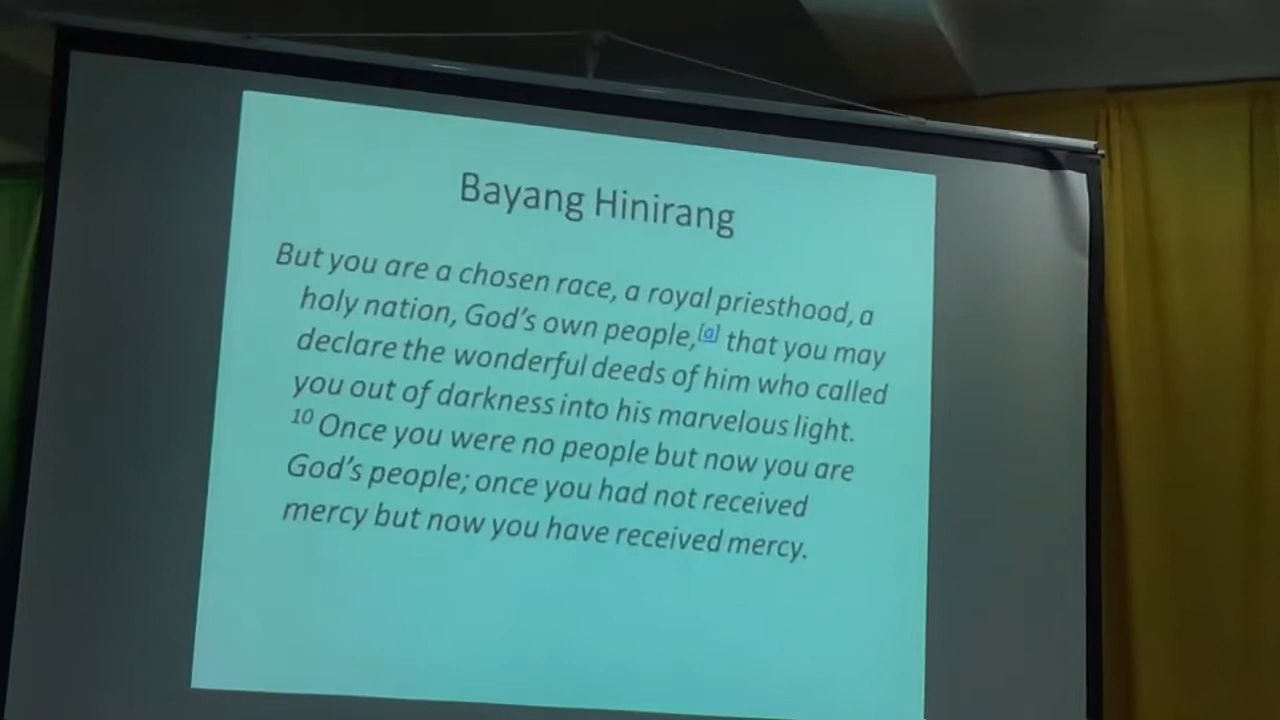 Bayang Hinirang
But you are a chosen race, a royal priesthood, a
holy nation, God's own people,[a] that you may
declare the wonderful deeds of him who called
you out of darkness into his marvelous light.
10 Once you were no people but now you are
God's people; once you had not received
mercy but now you have received mercy.